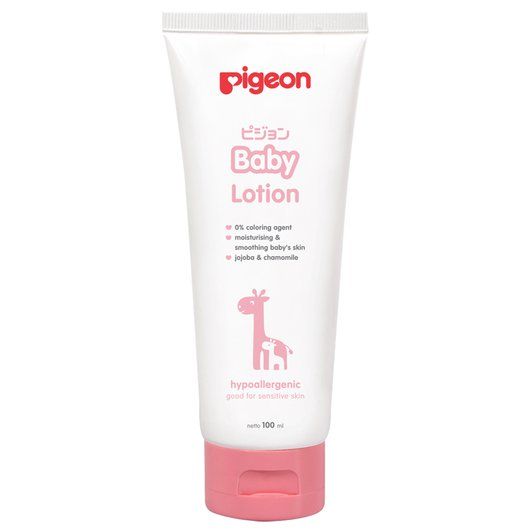 pigeon
ピジョン
Baby
Lotion
0% coloring agent
moisturising &
smoothing baby's skin
jojoba & chamomile
hypoallergenic
good for sensitive skin
netto 100 ml